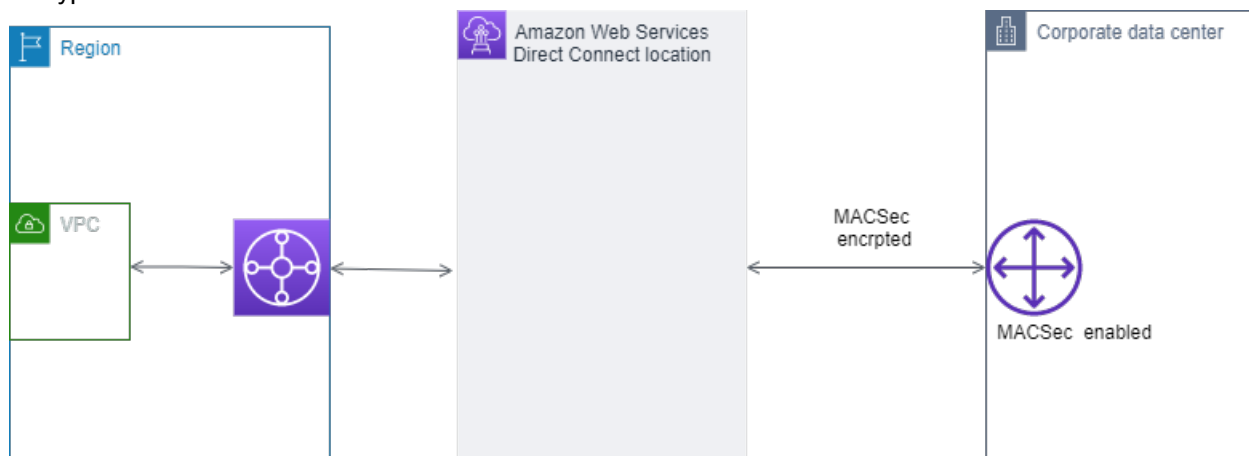 Region
Amazon Web Services
Direct Connect location
Corporate data center
VPC
MACSec
encrpted
MACSec enabled